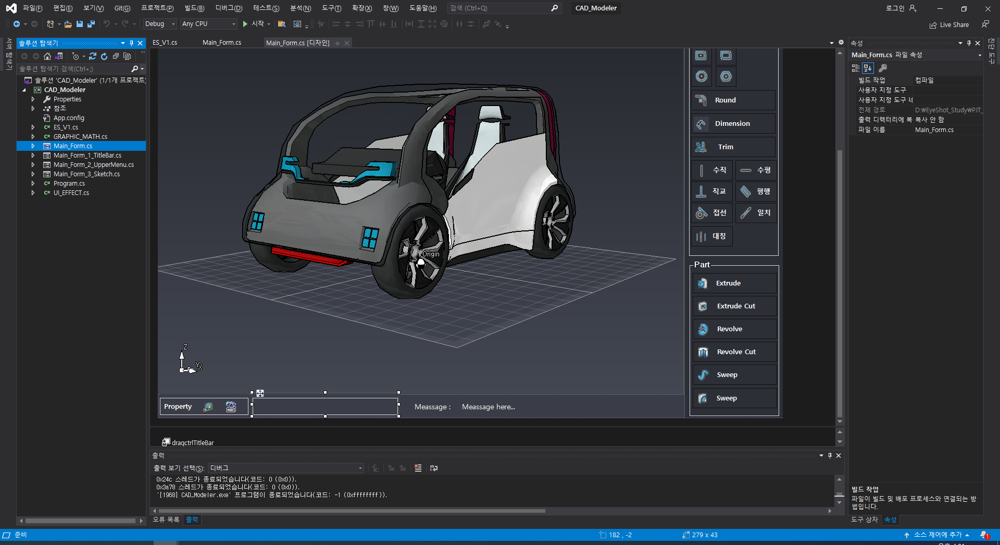 파일(F) 편집(E) 보기(V) Git(G) 프로젝트(P) 빌드(B) 디버그(D) 테스트(S) 분석(N) 도구(T) 확장(X) 창(W) 도움말(H) 검색 (Ctrl+Q) CAD_Modeler 로그인
Debug Any CPU 시작 Live Share
서버 탐색기
솔루션 탐색기
솔루션 탐색기 검색(Ctrl+;)
솔루션 'CAD_Modeler' (1/1개 프로젝트)
CAD_Modeler
Properties
참조
App.config
ES_V1.cs
GRAPHIC_MATH.cs
Main_Form.cs
Main_Form_1_TitleBar.cs
Main_Form_2_UpperMenu.cs
Main_Form_3_Sketch.cs
Program.cs
UI_EFFECT.cs
ES_V1.cs Main_Form.cs Main_Form.cs [디자인]
Origin
Z
Y X
Round
Dimension
Trim
수직 수평
직교 평행
접선 일치
대칭
Part
Extrude
Extrude Cut
Revolve
Revolve Cut
Sweep
Sweep
Property Meassage : Meassage here...
dragctrlTitleBar
출력
출력 보기 선택(S): 디버그
0x24c 스레드가 종료되었습니다(코드: 0 (0x0)).
0x3a78 스레드가 종료되었습니다(코드: 0 (0x0)).
'[1968] CAD_Modeler.exe' 프로그램이 종료되었습니다(코드: -1 (0xffffffff)).
오류 목록 출력
속성
Main_Form.cs 파일 속성
빌드 작업 컴파일
사용자 지정 도구
사용자 지정 도구 네
전체 경로 D:\EyeShot_Study\PJT_
출력 디렉터리에 복 복사 안 함
파일 이름 Main_Form.cs
빌드 작업
파일이 빌드 및 배포 프로세스와 연결되는 방
법입니다.
도구 상자 속성
진단 도구
준비 182 , -2 279 x 43 소스 제어에 추가 1